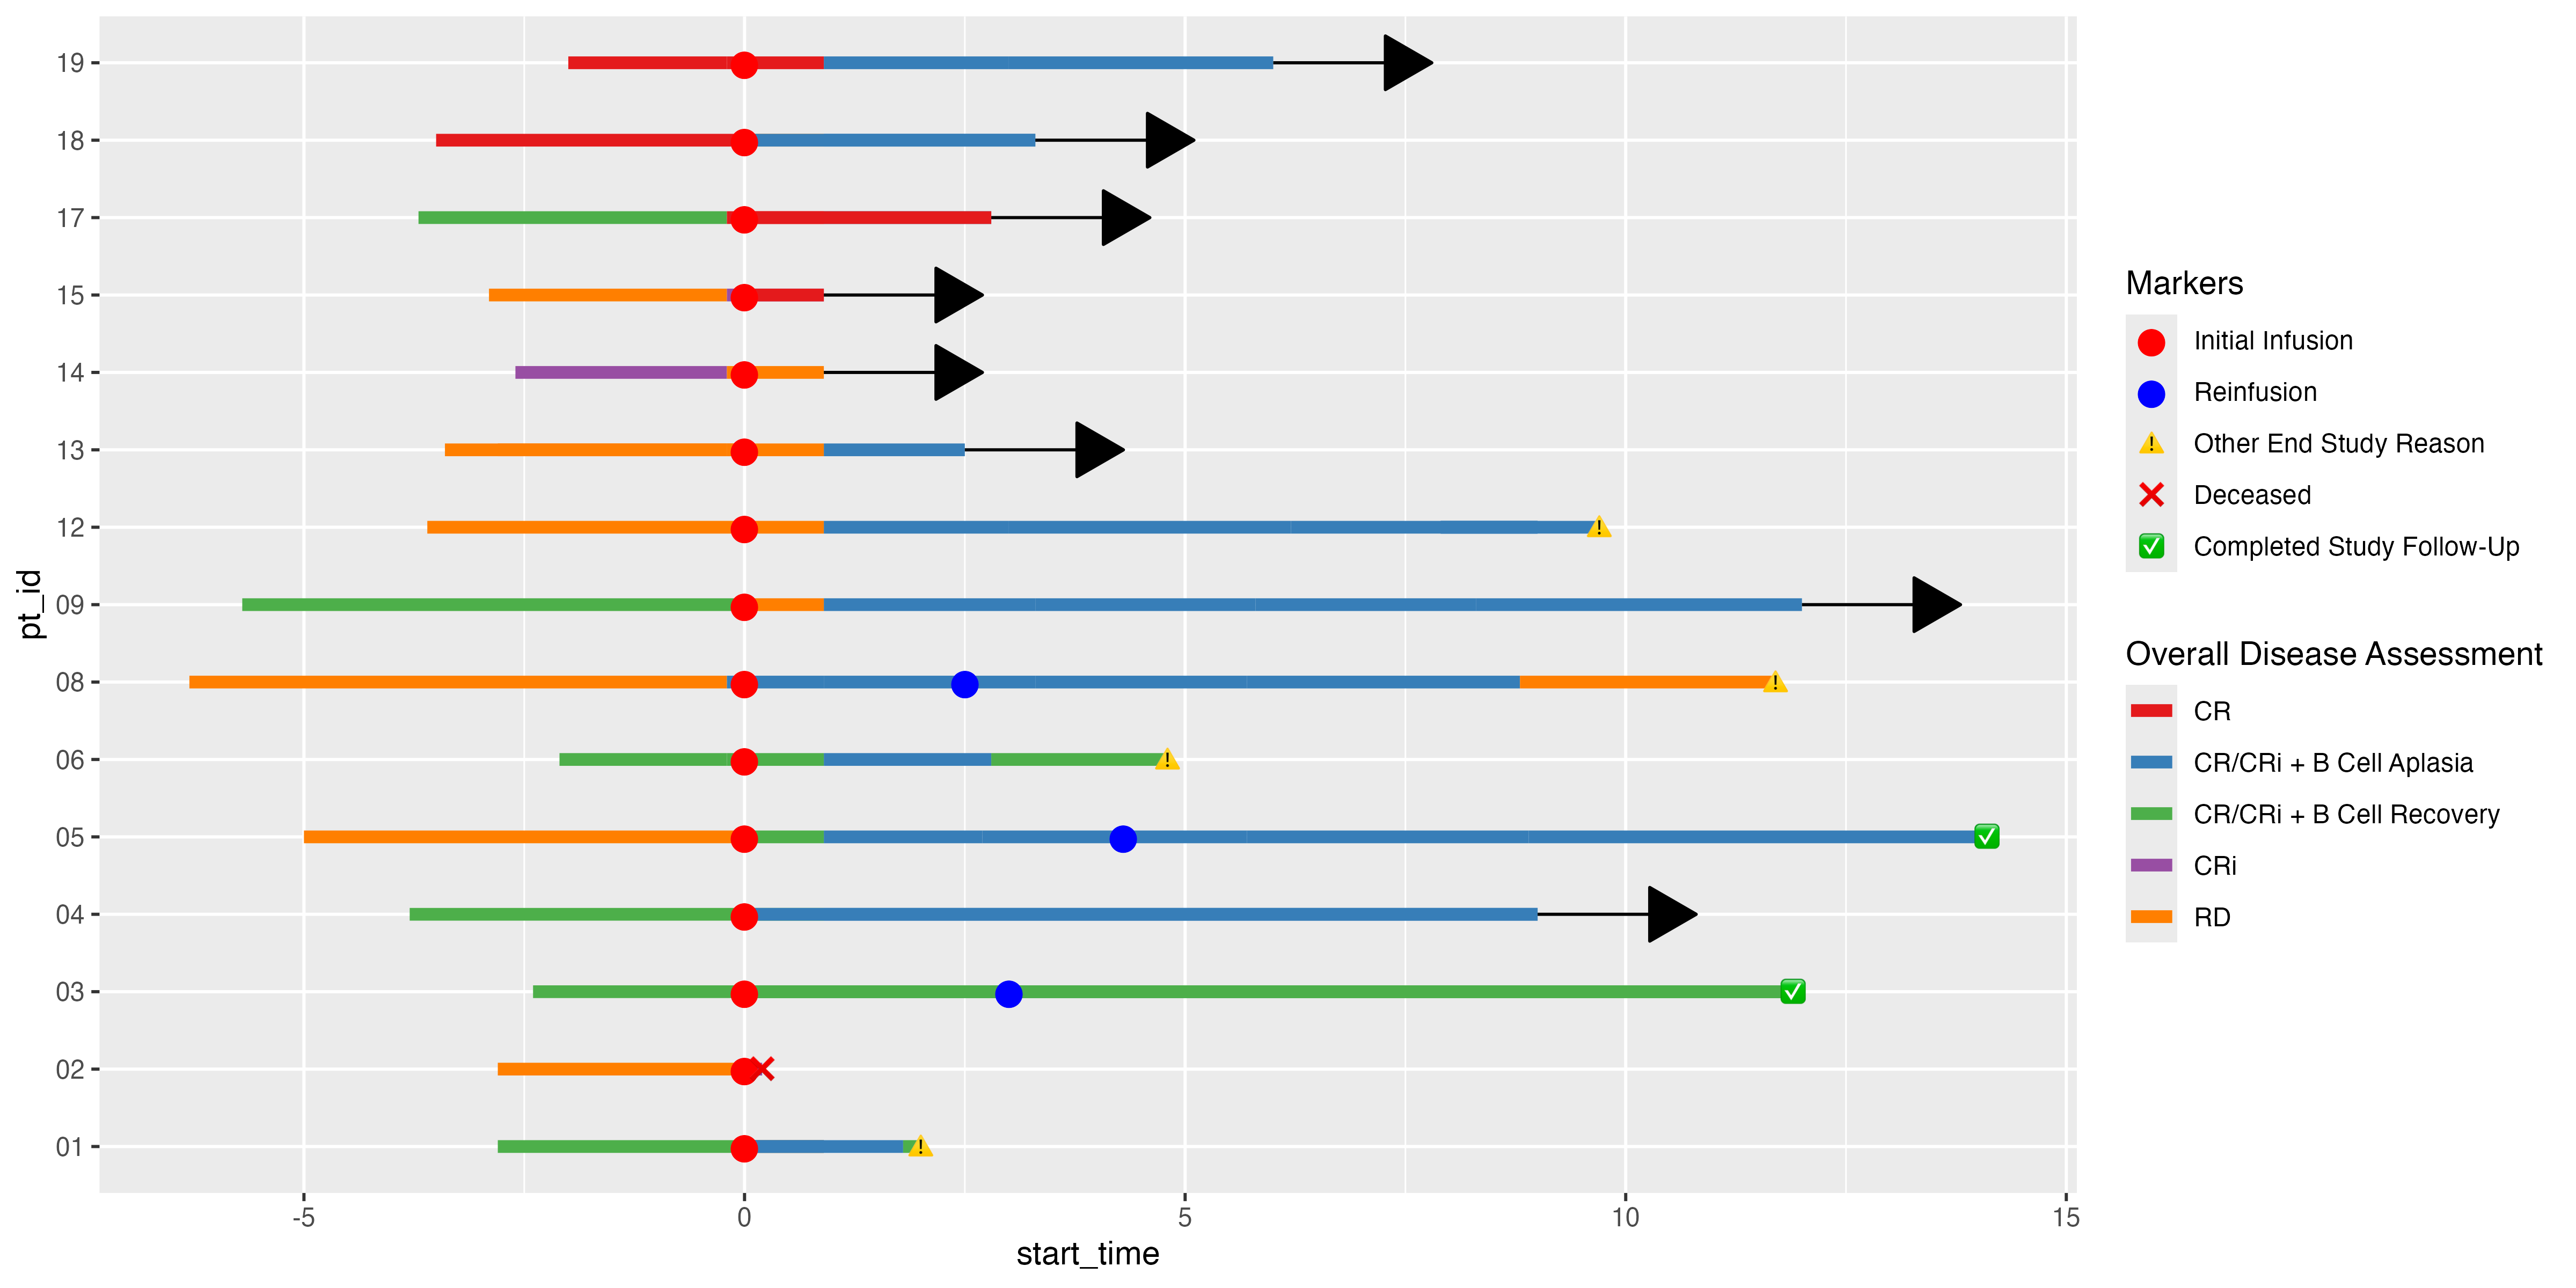 19
18
17
15
14
13
12
09
08
06
05
04
03
02
01
pt_id
-5
0
5
10
15
start_time
Markers
Initial Infusion
Reinfusion
Other End Study Reason
Deceased
Completed Study Follow-Up
Overall Disease Assessment
CR
CR/CRi + B Cell Aplasia
CR/CRi + B Cell Recovery
CRi
RD